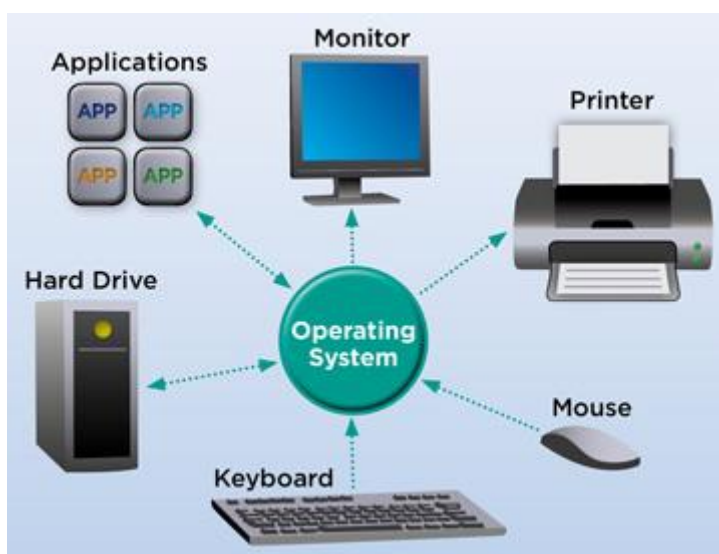 Monitor
Applications
Printer
APP APP
APP APP
Hard Drive
Operating
System
Mouse
Keyboard